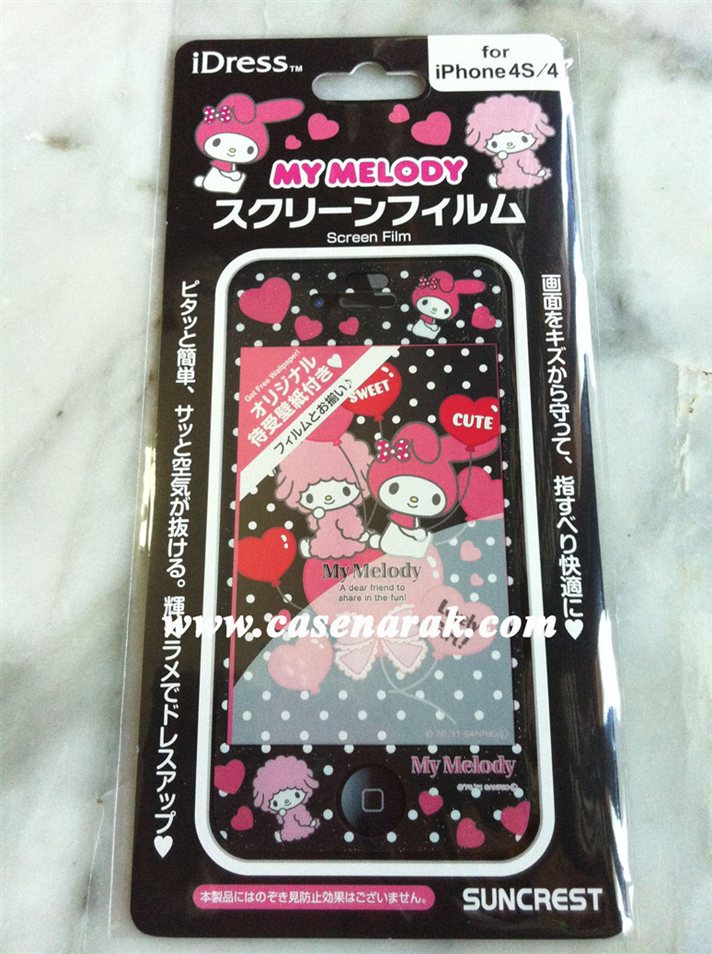 iDress™
for
iPhone4S/4
MY MELODY
スクリーンフィルム
Screen Film
ピタッと簡単、サッと空気が抜ける。輝くラメでドレスアップ♥
画面をキズから守って、指すべり快適に♥
Get Free Wallpaper!
オリジナル
待受壁紙付き♥
フィルムとお揃い♪
SWEET
CUTE
My Melody
A dear friend to
share in the fun!
www.casenarak.com
My Melody
本製品にはのぞき見防止効果はございません。
SUNCREST